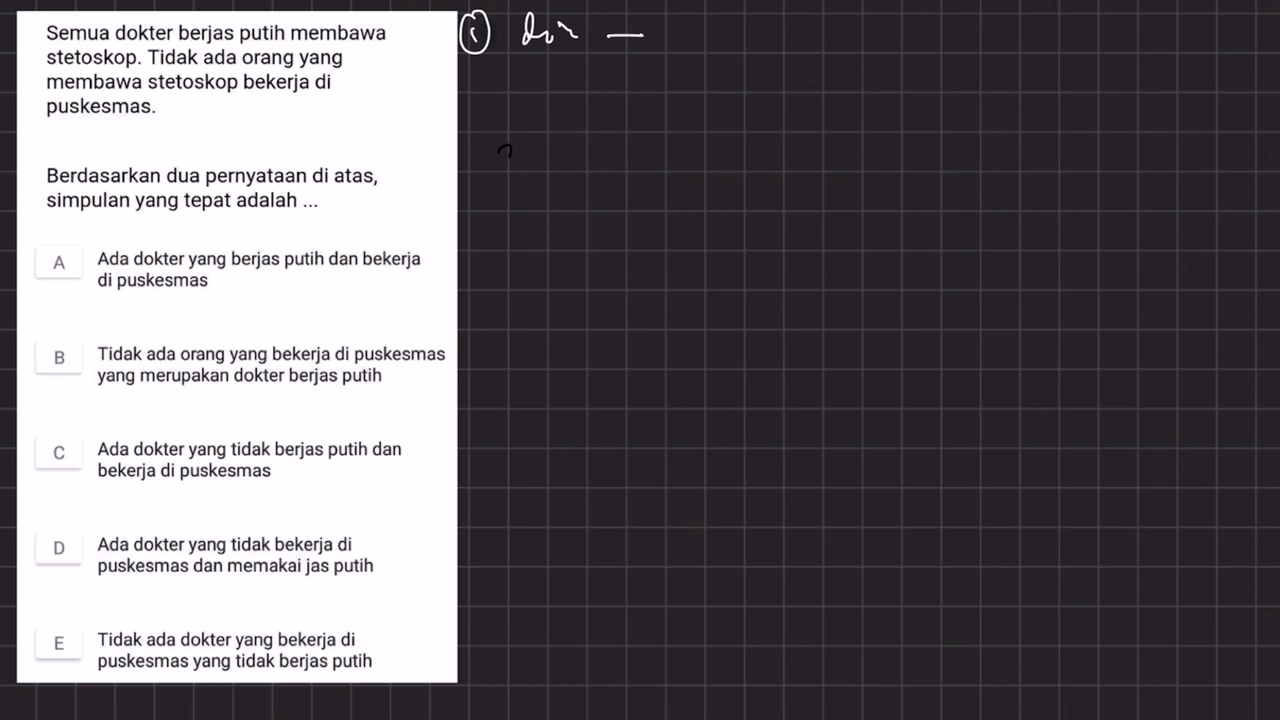 Semua dokter berjas putih membawa
stetoskop. Tidak ada orang yang
membawa stetoskop bekerja di
puskesmas.
Berdasarkan dua pernyataan di atas,
simpulan yang tepat adalah ...
A Ada dokter yang berjas putih dan bekerja
di puskesmas
B Tidak ada orang yang bekerja di puskesmas
yang merupakan dokter berjas putih
C Ada dokter yang tidak berjas putih dan
bekerja di puskesmas
D Ada dokter yang tidak bekerja di
puskesmas dan memakai jas putih
E Tidak ada dokter yang bekerja di
puskesmas yang tidak berjas putih
(i)